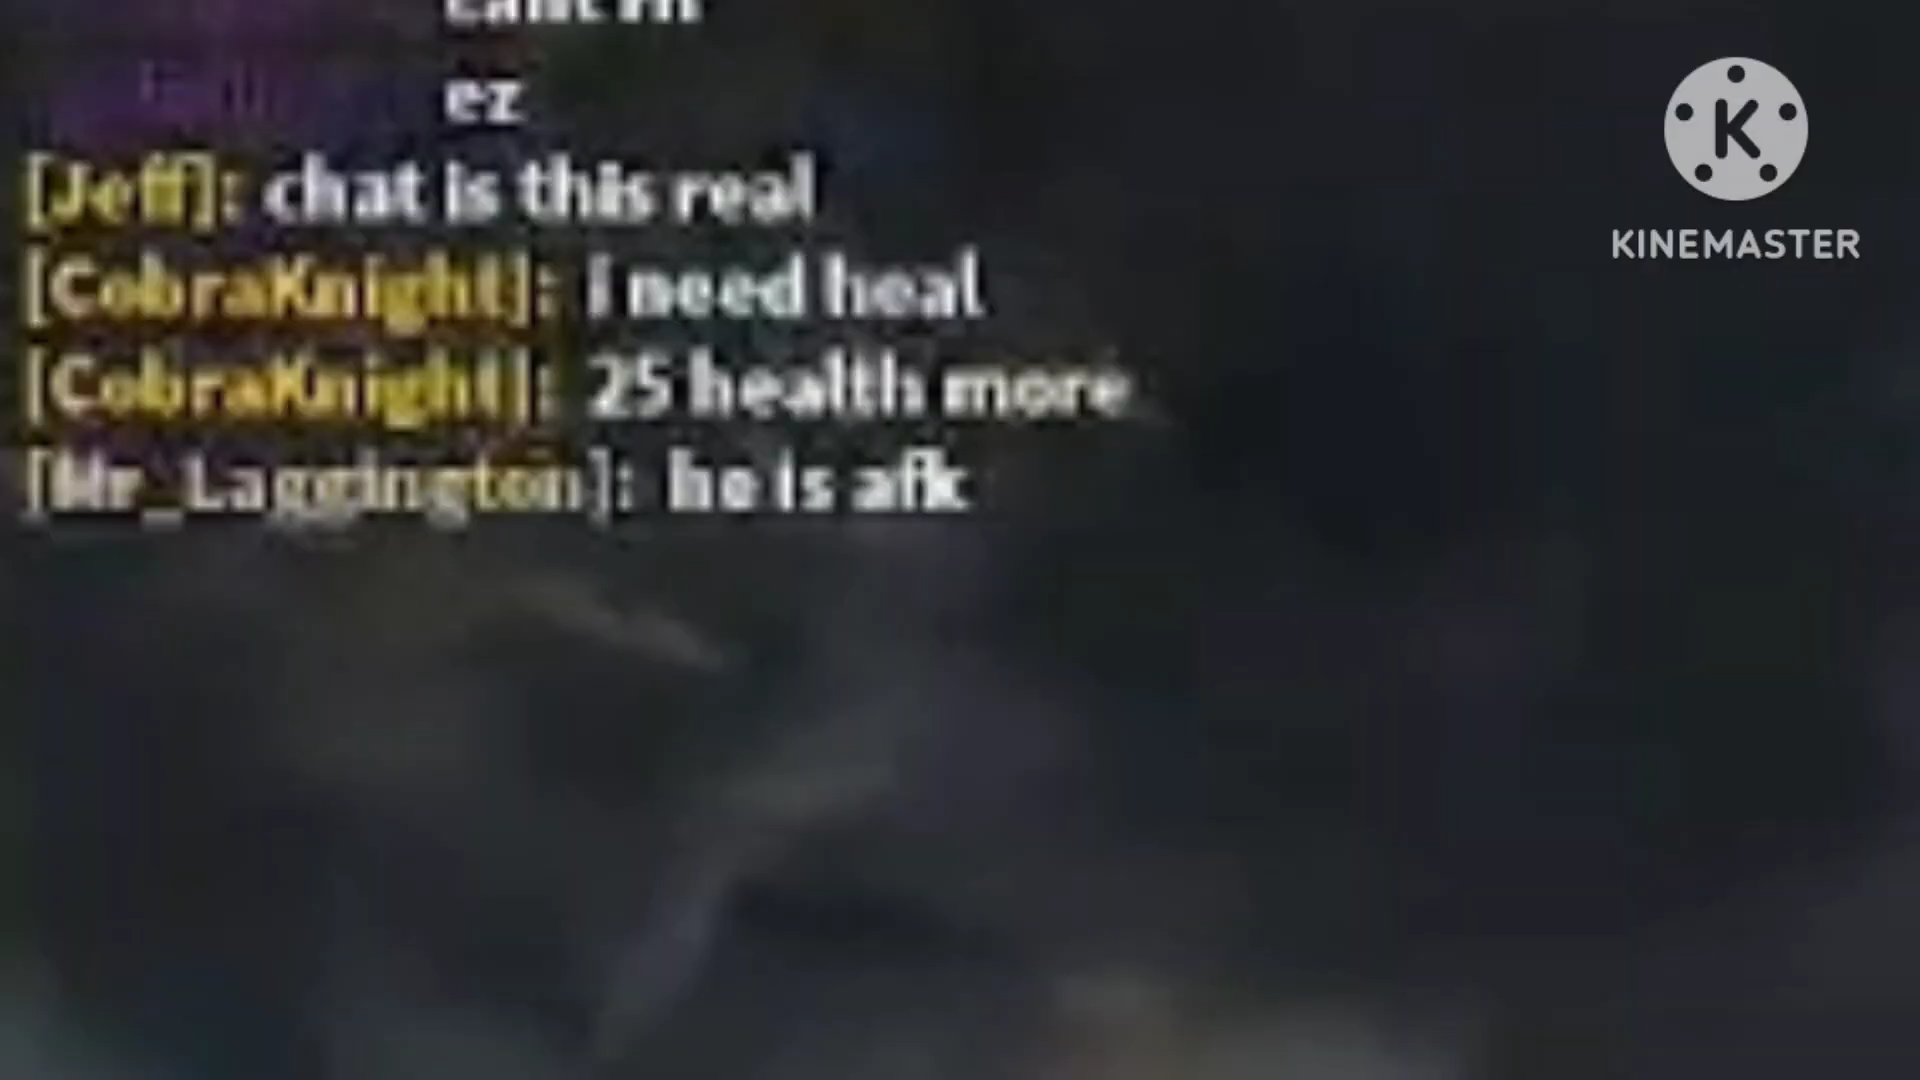 ez
[Jeff]: chat is this real
[CobraKnight]: i need heal
[CobraKnight]: 25 health more
[Mr_Laggington]: he is afk
K
KINEMASTER